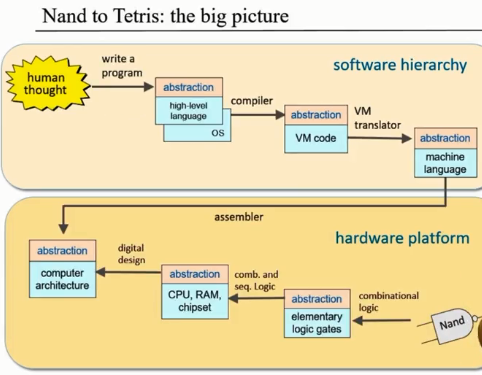 Nand to Tetris: the big picture
software hierarchy
human
thought
write a
program
abstraction
high-level
language
OS
compiler
abstraction
VM code
VM
translator
abstraction
machine
language
assembler
hardware platform
abstraction
computer
architecture
digital
design
abstraction
CPU, RAM,
chipset
comb. and
seq. Logic
abstraction
elementary
logic gates
combinational
logic
Nand